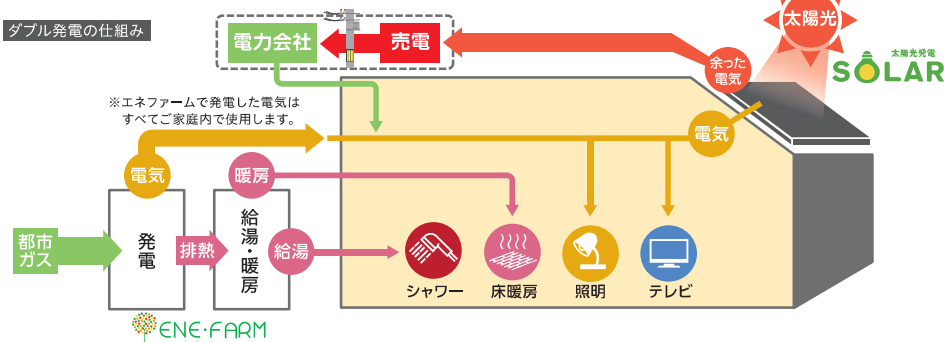 ダブル発電の仕組み
電力会社
売電
太陽光
余った
電気
太陽光発電
SOLAR
※エネファームで発電した電気は
すべてご家庭内で使用します。
電気
電気
暖房
都市
ガス
発電
排熱
給湯・暖房
給湯
シャワー
床暖房
照明
テレビ
ENE・FARM